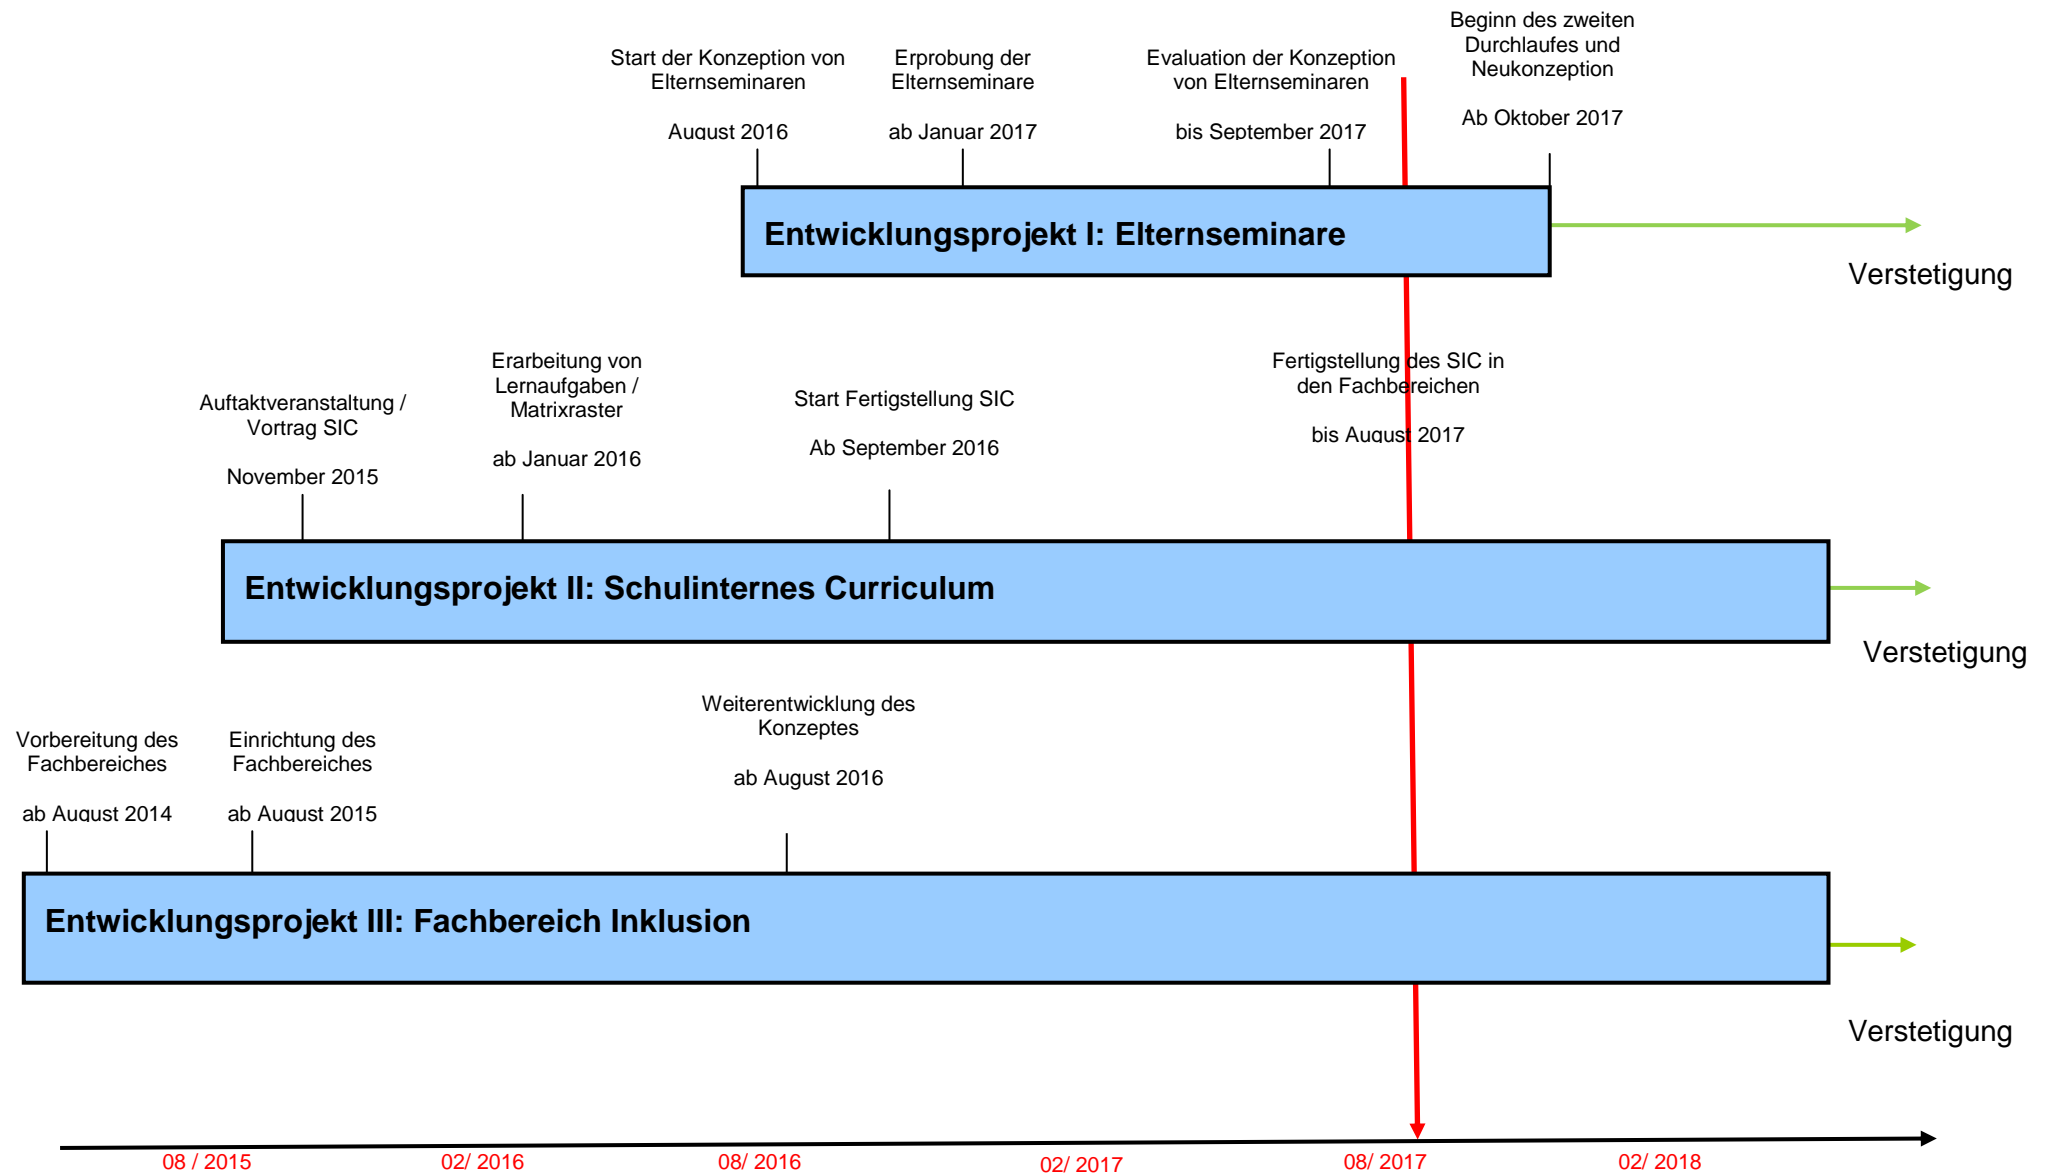 Start der Konzeption von
Elternseminaren
August 2016
Erprobung der
Elternseminare
ab Januar 2017
Evaluation der Konzeption
von Elternseminaren
bis September 2017
Beginn des zweiten
Durchlaufes und
Neukonzeption
Ab Oktober 2017
Entwicklungsprojekt I: Elternseminare
Verstetigung
Auftaktveranstaltung /
Vortrag SIC
November 2015
Erarbeitung von
Lernaufgaben /
Matrixraster
ab Januar 2016
Start Fertigstellung SIC
Ab September 2016
Fertigstellung des SIC in
den Fachbereichen
bis August 2017
Entwicklungsprojekt II: Schulinternes Curriculum
Verstetigung
Vorbereitung des
Fachbereiches
ab August 2014
Einrichtung des
Fachbereiches
ab August 2015
Weiterentwicklung des
Konzeptes
ab August 2016
Entwicklungsprojekt III: Fachbereich Inklusion
Verstetigung
08 / 2015
02/ 2016
08/ 2016
02/ 2017
08/ 2017
02/ 2018